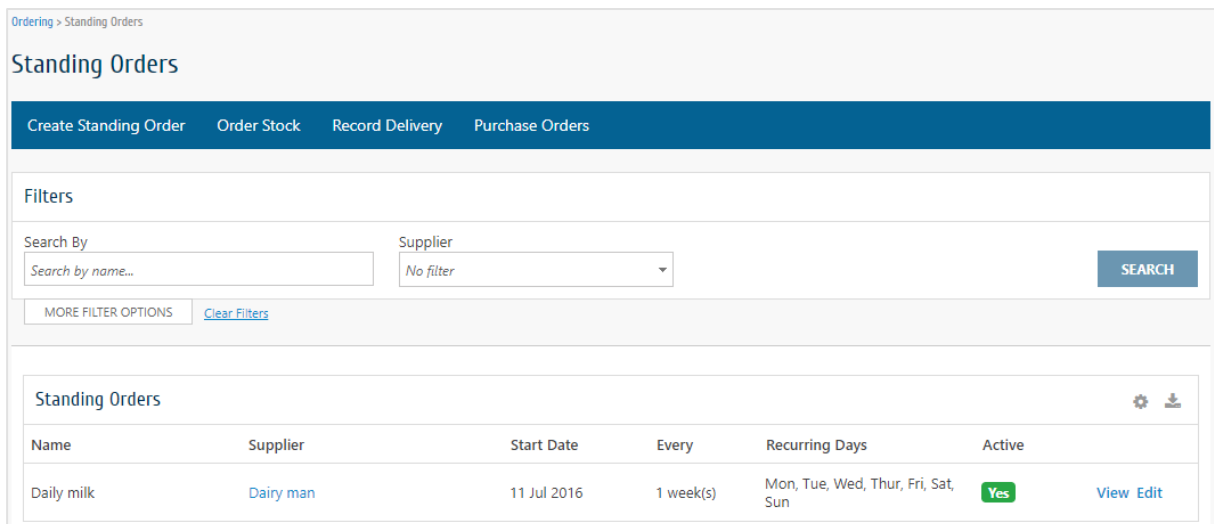 Ordering > Standing Orders
Standing Orders
Create Standing Order Order Stock Record Delivery Purchase Orders
Filters
Search By Supplier
Search by name... No filter SEARCH
MORE FILTER OPTIONS Clear Filters
Standing Orders
Name Supplier Start Date Every Recurring Days Active
Daily milk Dairy man 11 Jul 2016 1 week(s) Mon, Tue, Wed, Thur, Fri, Sat, Yes View Edit
Sun